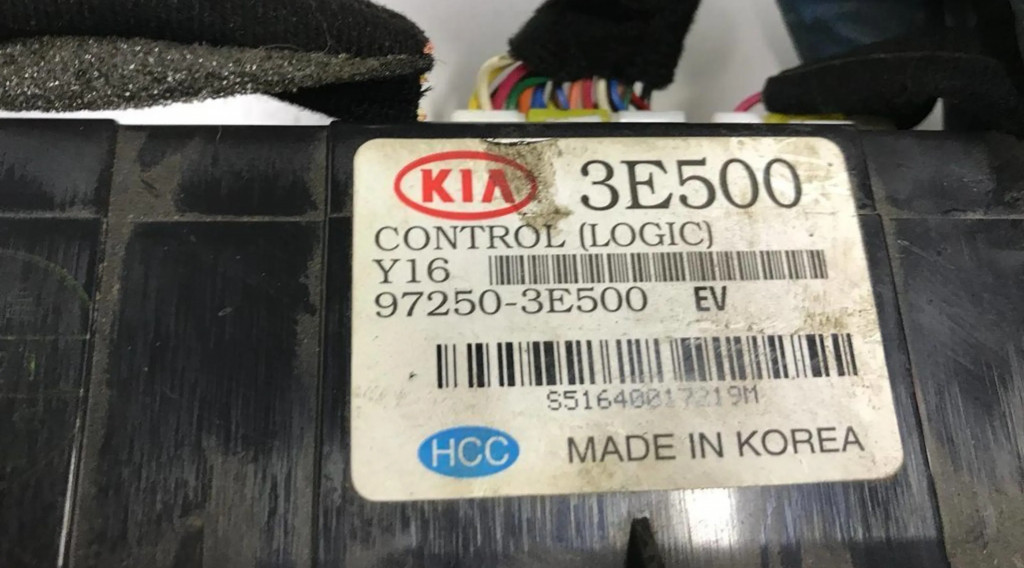 KIA 3E500
CONTROL (LOGIC)
Y16
97250-3E500 EV
S51640017219M
HCC MADE IN KOREA